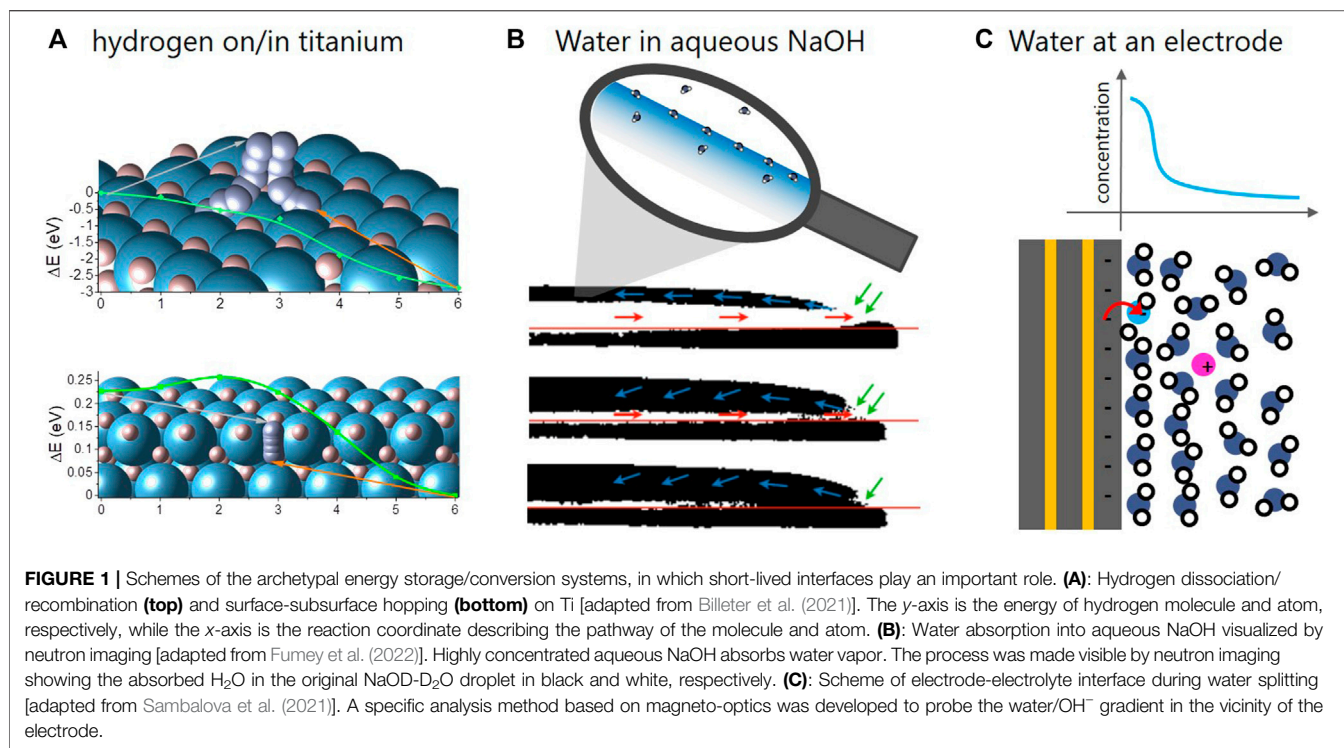 A hydrogen on/in titanium
B Water in aqueous NaOH
C Water at an electrode
0
-0.5
-1
-1.5
-2
-2.5
-3
ΔE (eV)
0 1 2 3 4 5 6
0.25
0.2
0.15
0.1
0.05
0
ΔE (eV)
0 1 2 3 4 5 6
concentration
-
-
-
-
-
-
-
-
-
-
+
FIGURE 1 | Schemes of the archetypal energy storage/conversion systems, in which short-lived interfaces play an important role. (A): Hydrogen dissociation/
recombination (top) and surface-subsurface hopping (bottom) on Ti [adapted from Billeter et al. (2021)]. The y-axis is the energy of hydrogen molecule and atom,
respectively, while the x-axis is the reaction coordinate describing the pathway of the molecule and atom. (B): Water absorption into aqueous NaOH visualized by
neutron imaging [adapted from Fumey et al. (2022)]. Highly concentrated aqueous NaOH absorbs water vapor. The process was made visible by neutron imaging
showing the absorbed H₂O in the original NaOD-D₂O droplet in black and white, respectively. (C): Scheme of electrode-electrolyte interface during water splitting
[adapted from Sambalova et al. (2021)]. A specific analysis method based on magneto-optics was developed to probe the water/OH⁻ gradient in the vicinity of the
electrode.